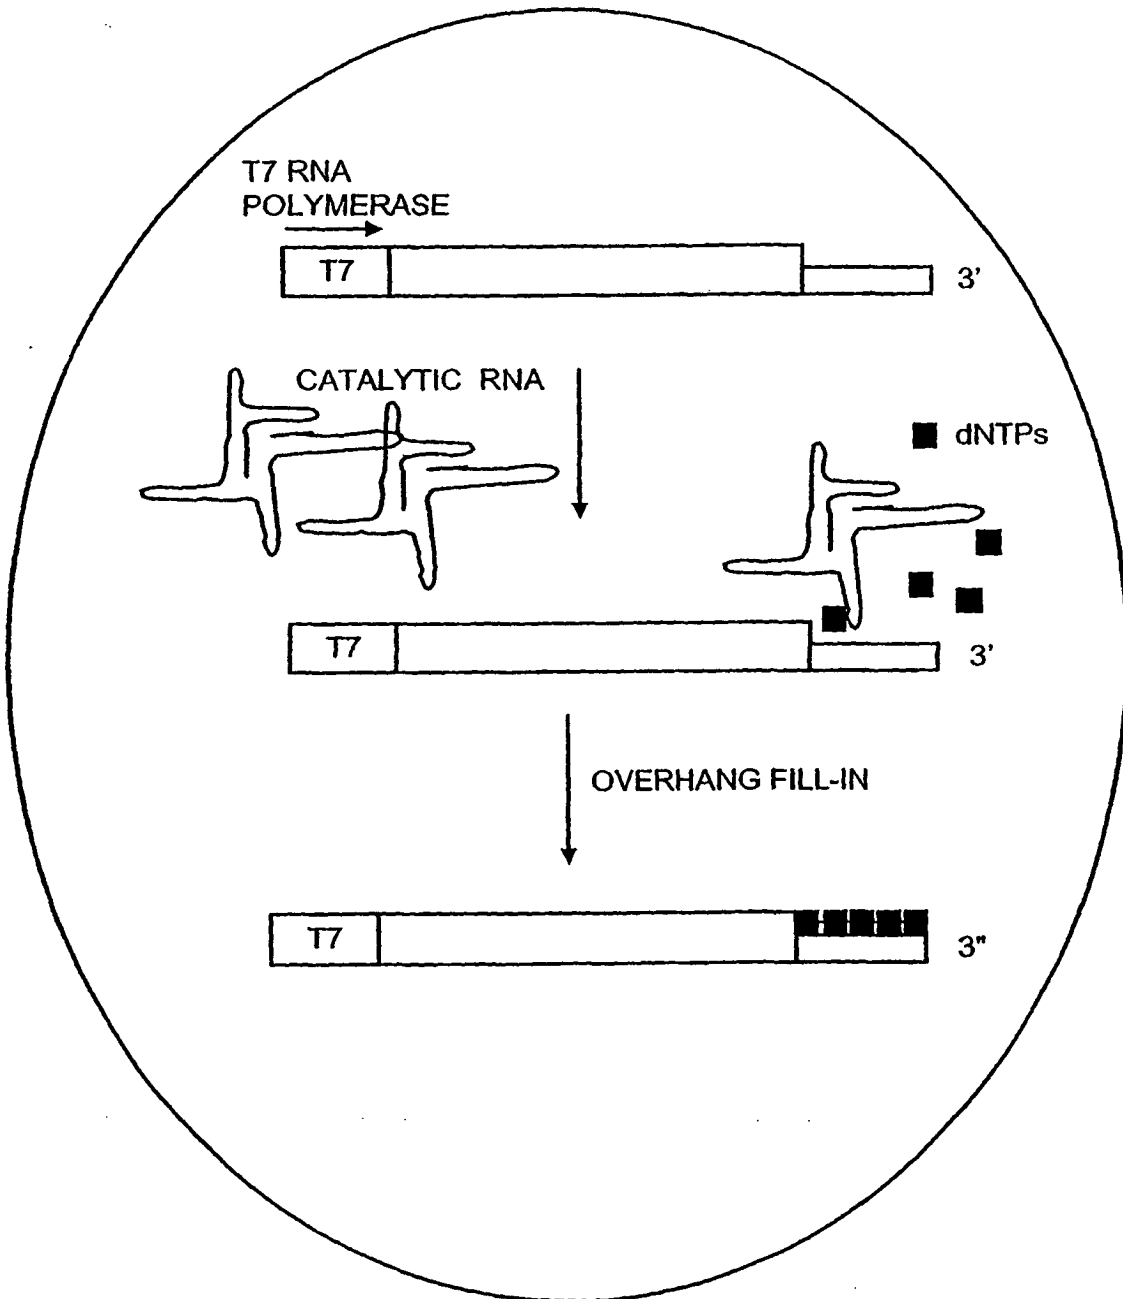 T7 RNA
POLYMERASE
T7
3'
CATALYTIC RNA
dNTPs
T7
3'
OVERHANG FILL-IN
T7
3"